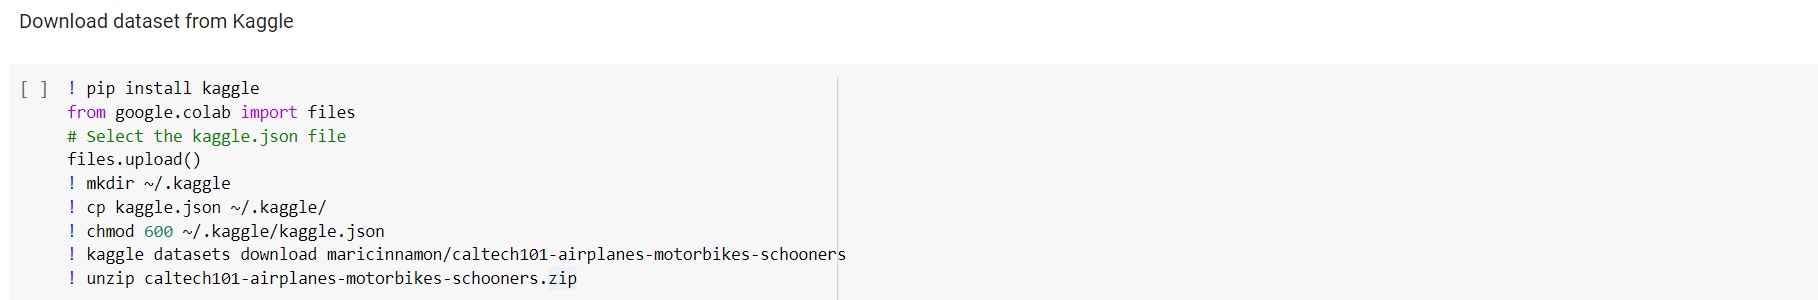 Download dataset from Kaggle
[ ] ! pip install kaggle
from google.colab import files
# Select the kaggle.json file
files.upload()
! mkdir ~/.kaggle
! cp kaggle.json ~/.kaggle/
! chmod 600 ~/.kaggle/kaggle.json
! kaggle datasets download maricinnamon/caltech101-airplanes-motorbikes-schooners
! unzip caltech101-airplanes-motorbikes-schooners.zip